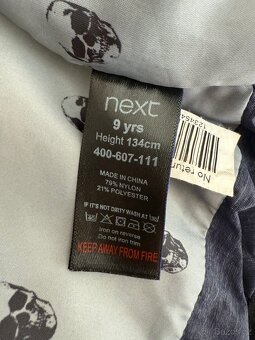 next
9 yrs
Height 134cm
400-607-111
MADE IN CHINA
79% NYLON
21% POLYESTER
IF IT'S NOT DIRTY WASH AT
Iron on reverse
Do not iron trim
KEEP AWAY FROM FIRE
No return